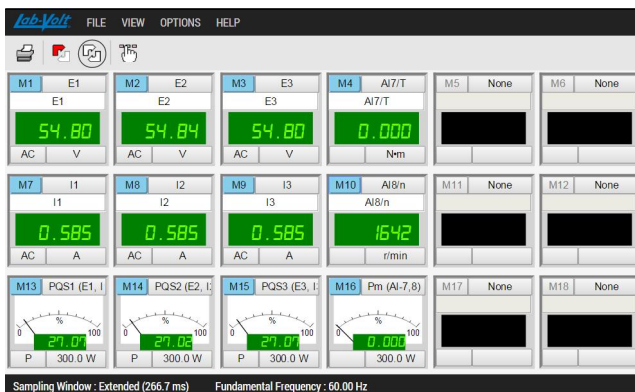 Lab-Volt FILE VIEW OPTIONS HELP
M1 E1 M2 E2 M3 E3 M4 AI7/T M5 None M6 None
E1 E2 E3 AI7/T
54.80 54.84 54.80 0.000
AC V AC V AC V N•m
M7 I1 M8 I2 M9 I3 M10 AI8/n M11 None M12 None
I1 I2 I3 AI8/n
0.585 0.585 0.585 1642
AC A AC A AC A r/min
M13 PQS1 (E1, I M14 PQS2 (E2, I: M15 PQS3 (E3, I: M16 Pm (AI-7,8) M17 None M18 None
% % % %
0 100 0 100 0 100 0 100
27.07 27.02 27.07 0.000
P 300.0 W P 300.0 W P 300.0 W 300.0 W
Sampling Window : Extended (266.7 ms) Fundamental Frequency : 60.00 Hz